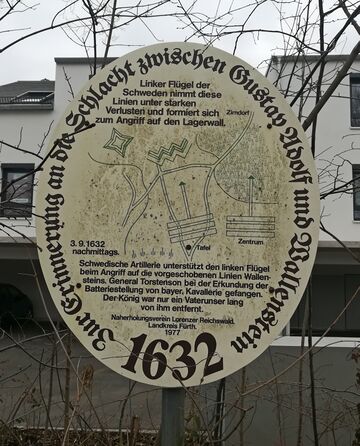 Zur Erinnerung an die Schlacht zwischen Gustav Adolf und Wallenstein
Linker Flügel der
Schweden nimmt diese
Linien unter starken
Verlusten und formiert sich
zum Angriff auf den Lagerwall.
Zirndorf
3.9.1632
nachmittags.
Tafel
Zentrum
Schwedische Artillerie unterstützt den linken Flügel
beim Angriff auf die vorgeschobenen Linien Wallen-
steins. General Torstenson bei der Erkundung der
Batteriestellung von bayer. Kavallerie gefangen.
Der König war nur ein Vaterunser lang
von ihm entfernt.
Naherholungsverein Lorenzer Reichswald.
Landkreis Fürth.
1977
1632